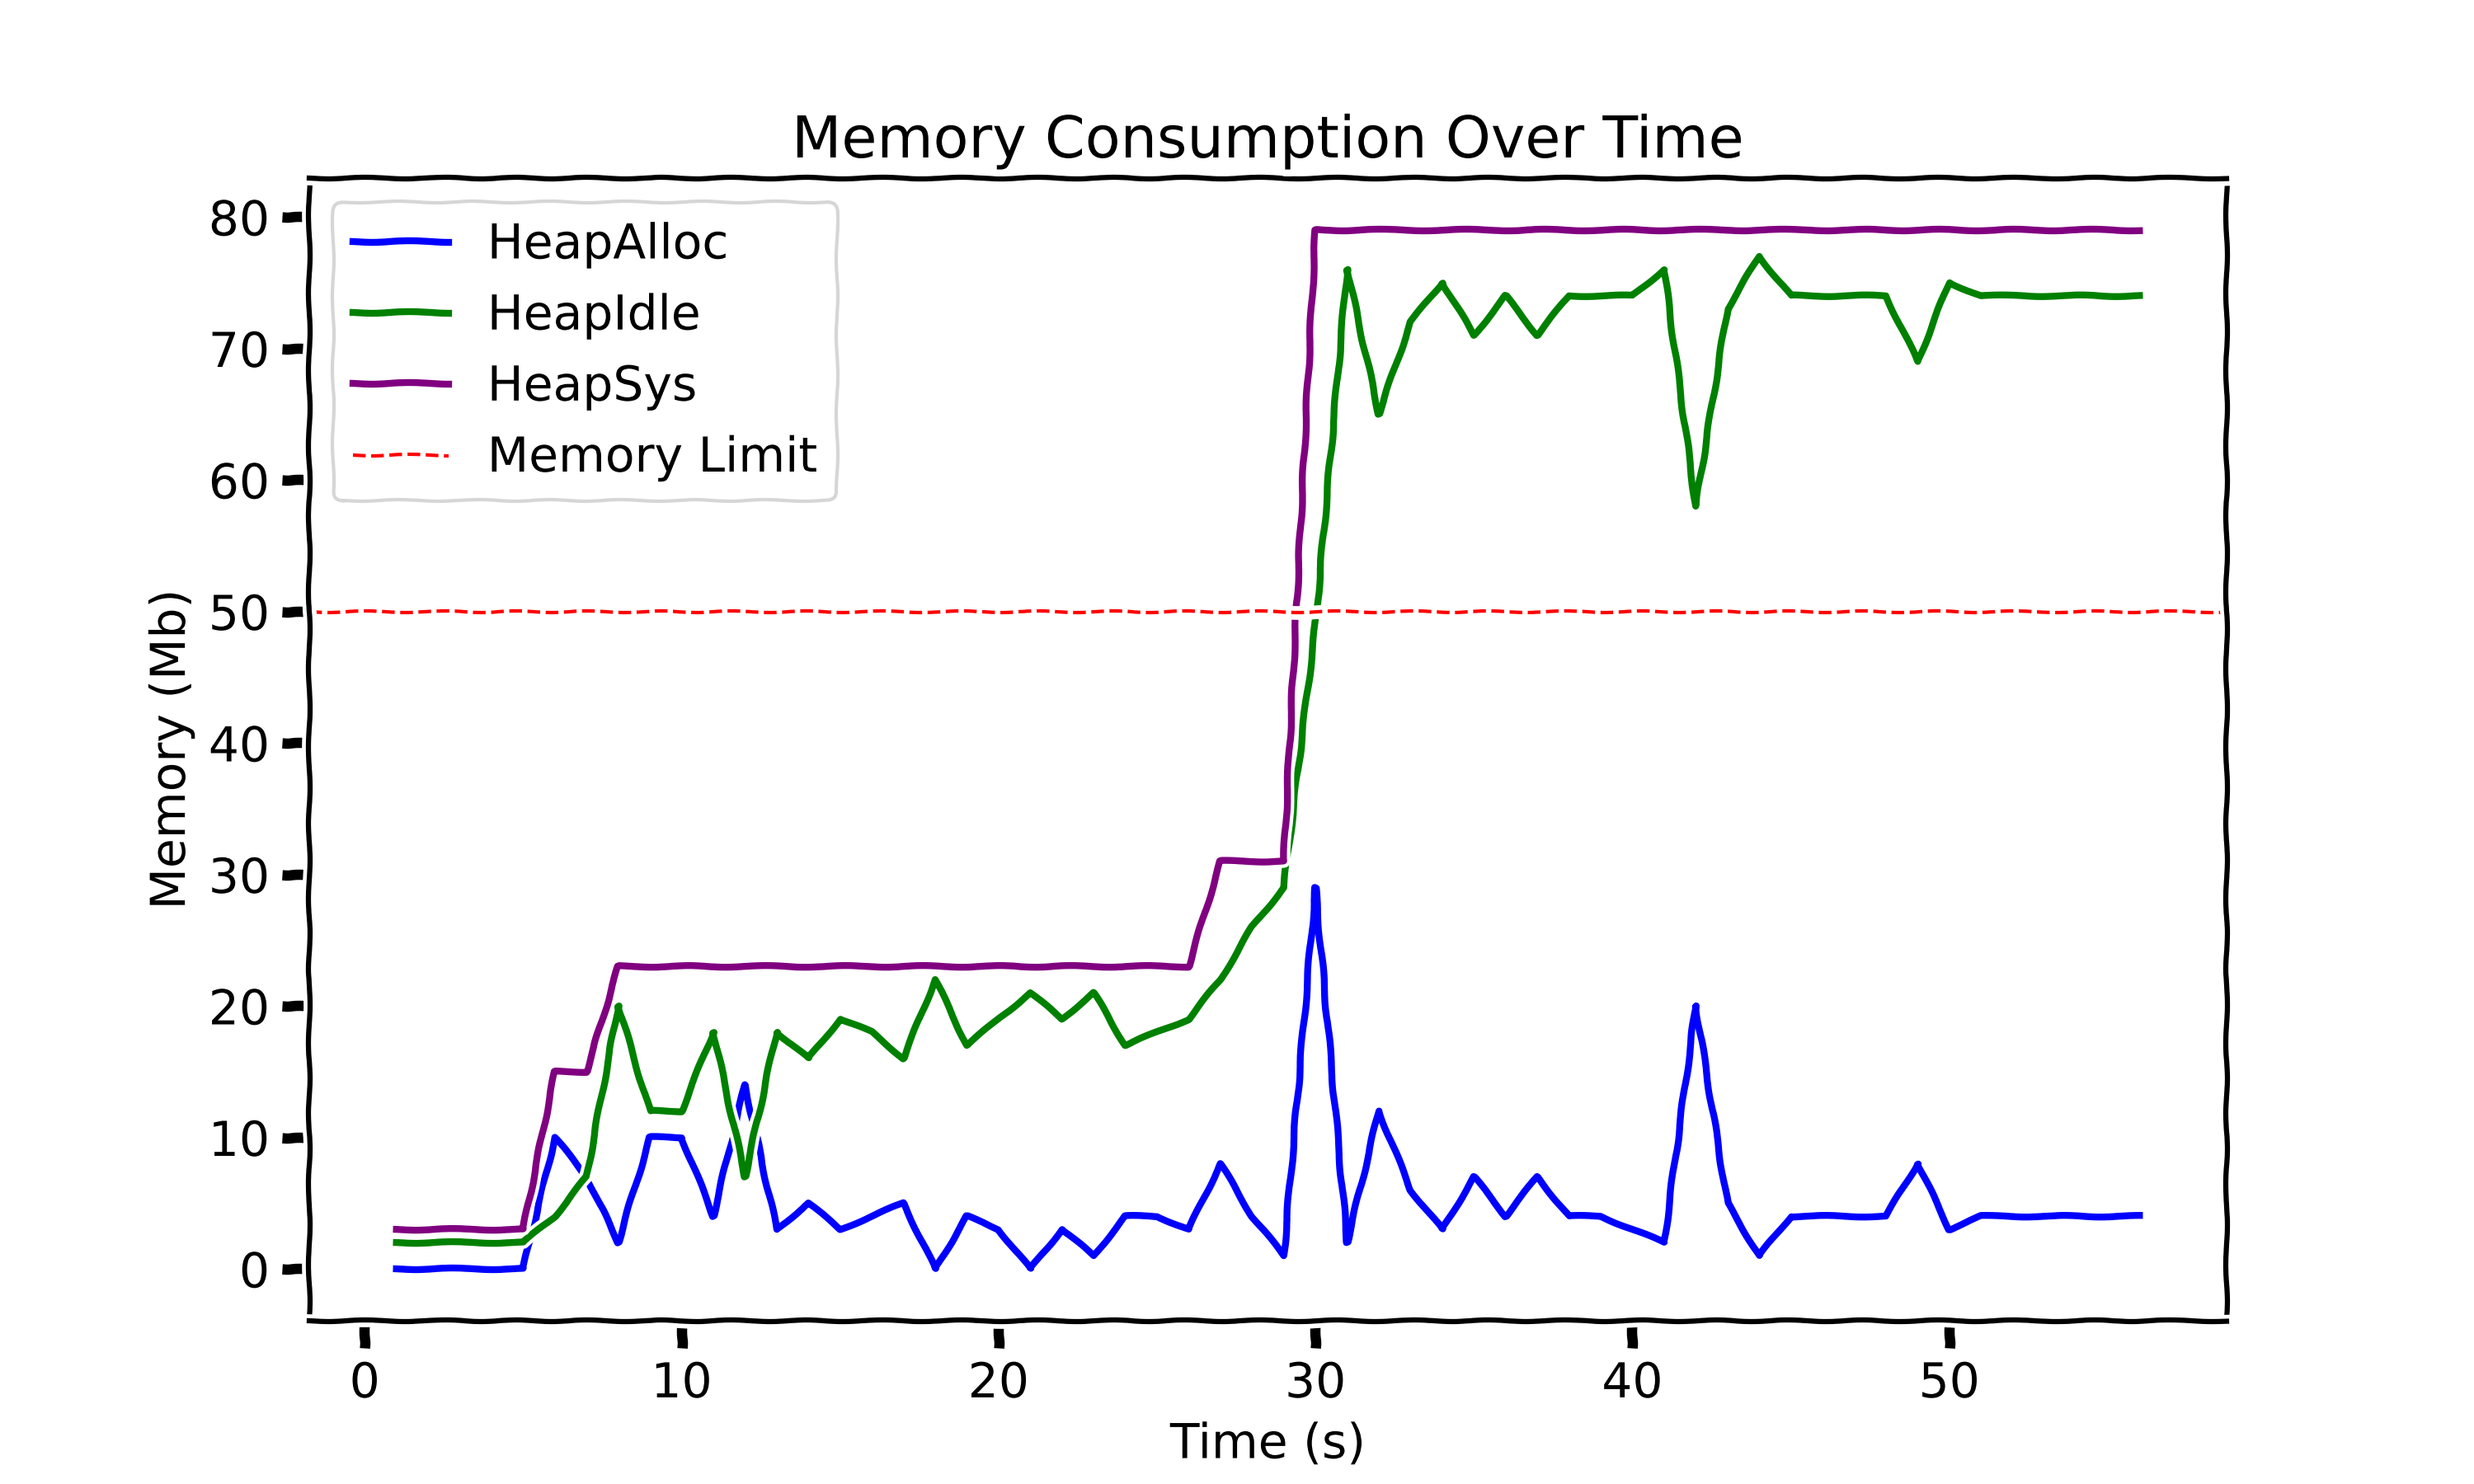 Memory Consumption Over Time
HeapAlloc
HeapIdle
HeapSys
Memory Limit
Memory (Mb)
80
70
60
50
40
30
20
10
0
0 10 20 30 40 50
Time (s)